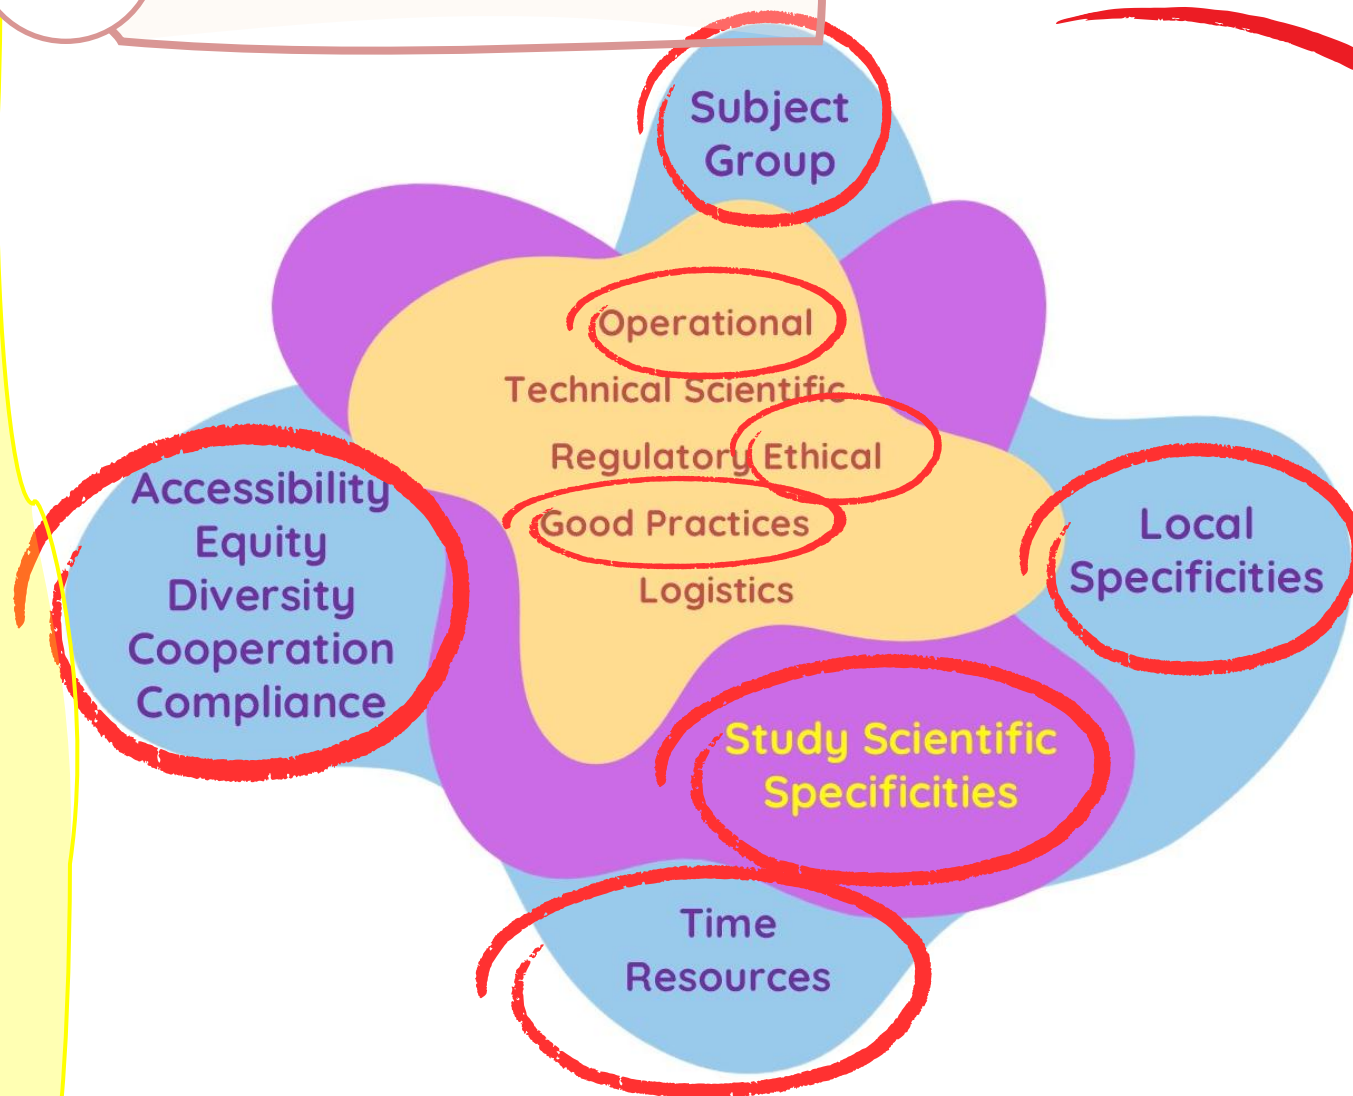 Subject
Group
Operational
Technical Scientific
Regulatory Ethical
Good Practices
Logistics
Accessibility
Equity
Diversity
Cooperation
Compliance
Local
Specificities
Study Scientific
Specificities
Time
Resources